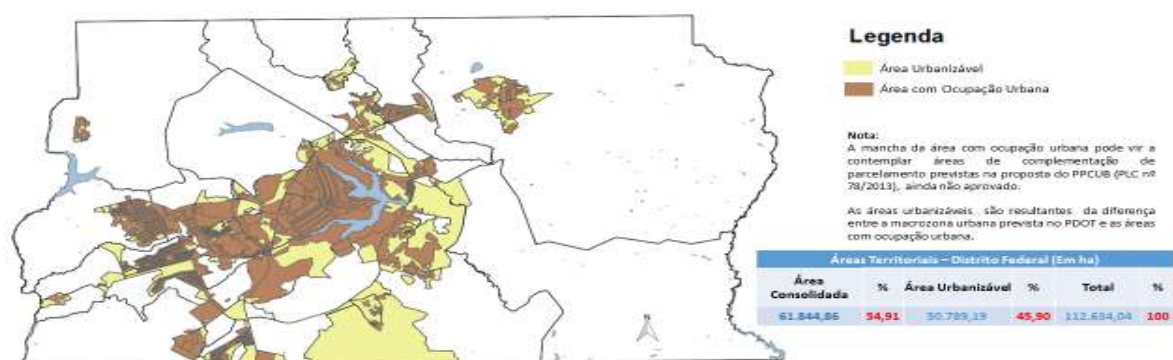 Legenda
Área Urbanizável
Área com Ocupação Urbana
Nota:
A mancha da área com ocupação urbana pode vir a
contemplar áreas de complementação de
parcelamento previstas na proposta do PPCUB (PLC nº
78/2013), ainda não aprovado.
As áreas urbanizáveis são resultantes da diferença
entre a macrozona urbana prevista no PDOT e as áreas
com ocupação urbana.
Áreas Territoriais – Distrito Federal (Em ha)
Área Consolidada % Área Urbanizável % Total %
61.844,86 54,91 50.789,19 45,90 112.634,04 100
N